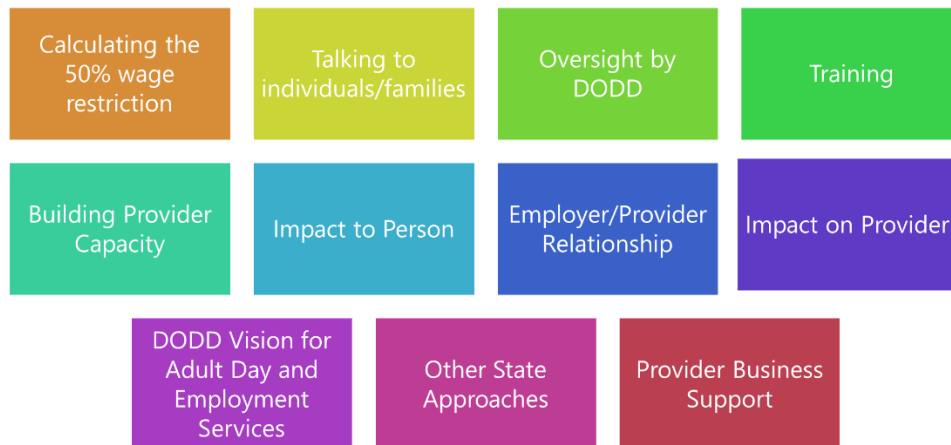 Calculating the
50% wage
restriction
Talking to
individuals/families
Oversight by
DODD
Training
Building Provider
Capacity
Impact to Person
Employer/Provider
Relationship
Impact on Provider
DODD Vision for
Adult Day and
Employment
Services
Other State
Approaches
Provider Business
Support